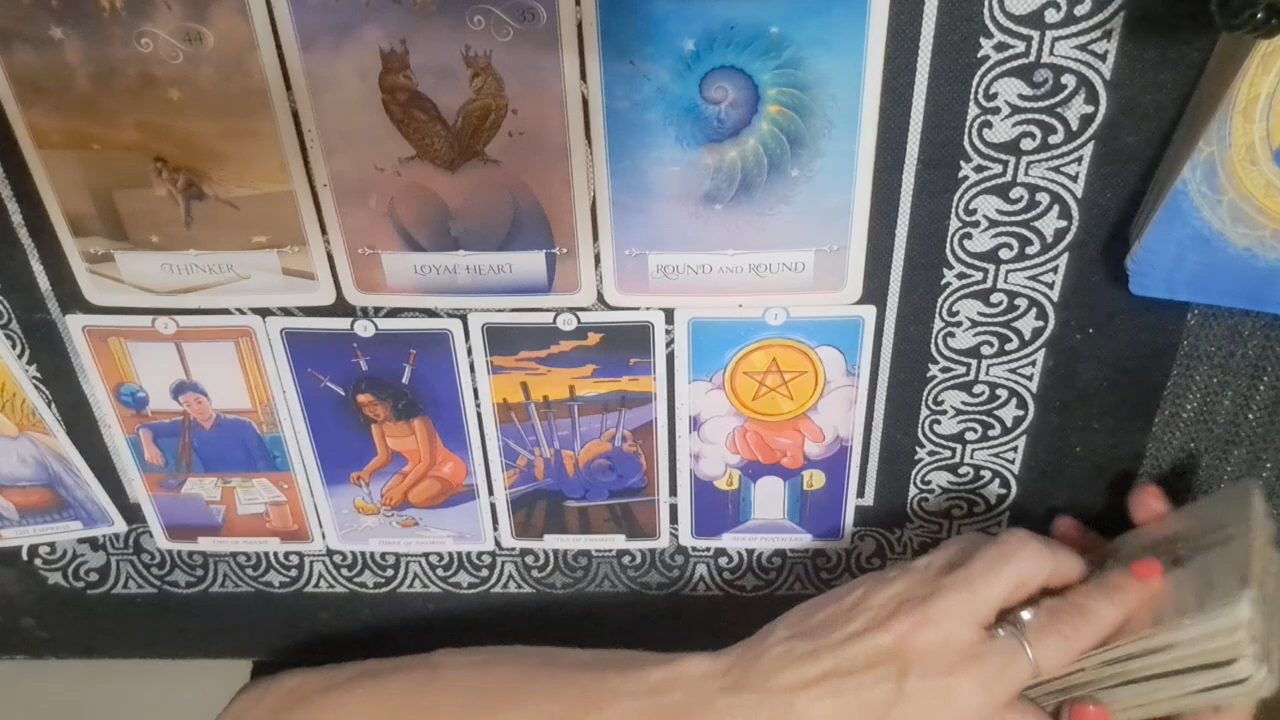 44
35
THINKER
LOYAL HEART
ROUND AND ROUND
2
3
10
1
THE EMPRESS
TWO OF WANDS
THREE OF SWORDS
TEN OF SWORDS
ACE OF PENTACLES